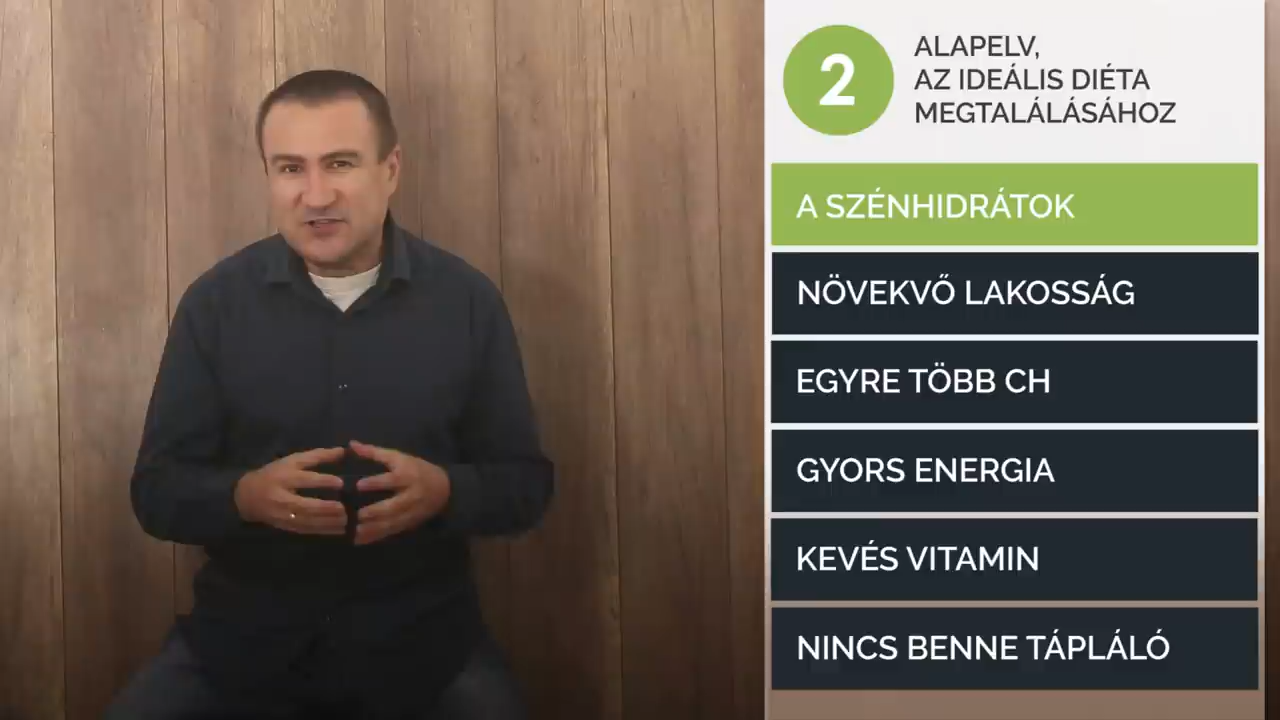 2
ALAPELV,
AZ IDEÁLIS DIÉTA
MEGTALÁLÁSÁHOZ
A SZÉNHIDRÁTOK
NÖVEKVŐ LAKOSSÁG
EGYRE TÖBB CH
GYORS ENERGIA
KEVÉS VITAMIN
NINCS BENNE TÁPLÁLÓ